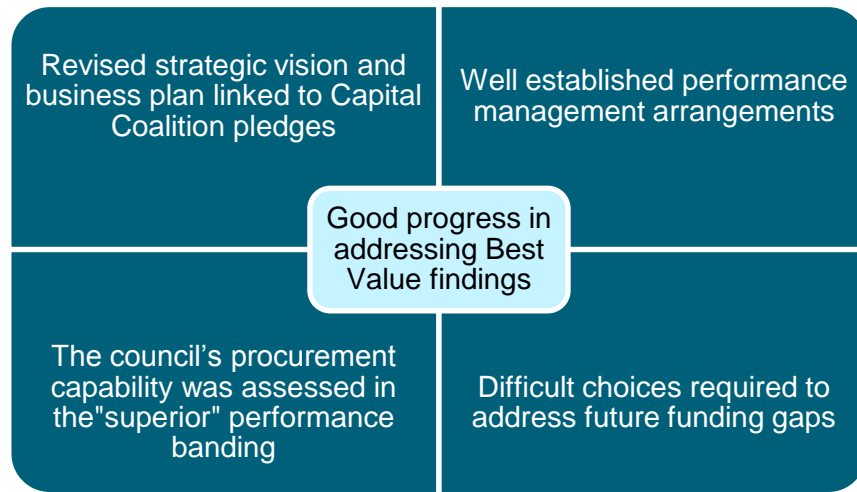 Revised strategic vision and
business plan linked to Capital
Coalition pledges
Well established performance
management arrangements
Good progress in
addressing Best
Value findings
The council’s procurement
capability was assessed in
the"superior" performance
banding
Difficult choices required to
address future funding gaps